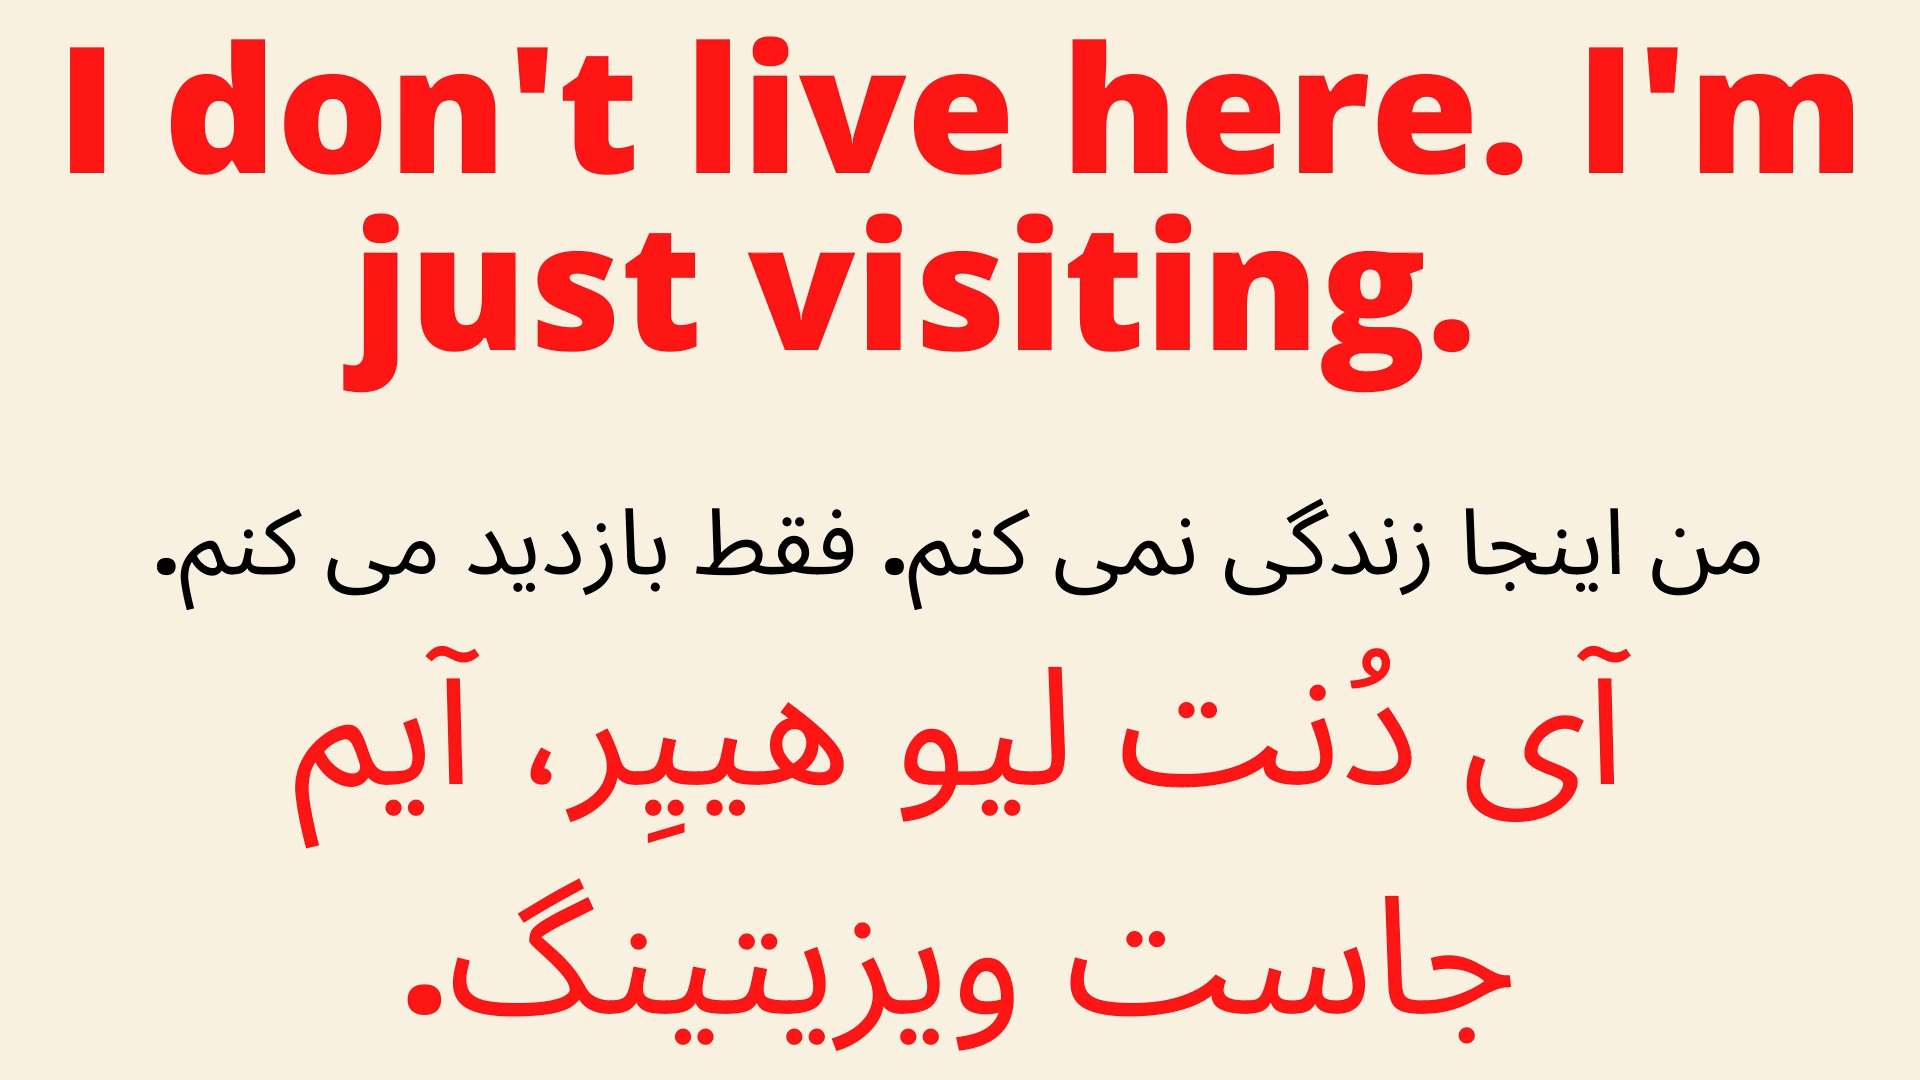 I don't live here. I'm
just visiting.
من اینجا زندگی نمی کنم. فقط بازدید می کنم.
آی دُنت لیو هییِر، آیم
جاست ویزیتینگ.